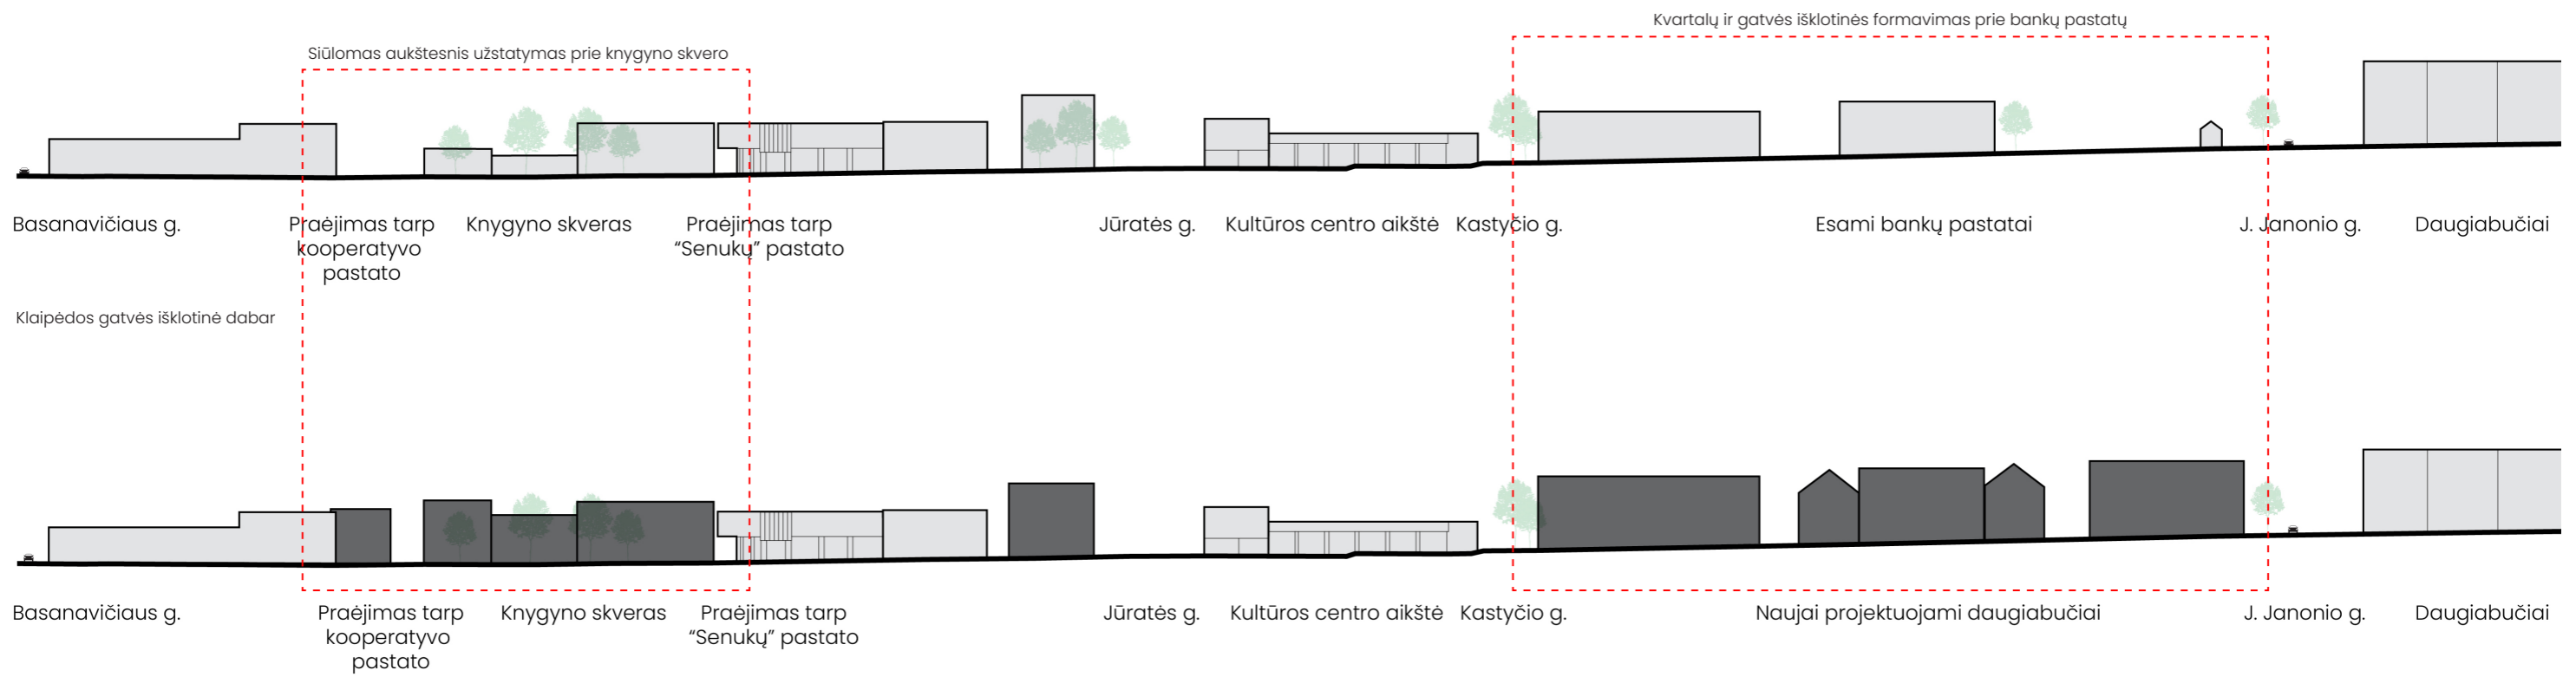 Kvartalų ir gatvės išklotinės formavimas prie bankų pastatų
Siūlomas aukštesnis užstatymas prie knygyno skvero
Basanavičiaus g.
Praėjimas tarp
kooperatyvo
pastato
Knygyno skveras
Praėjimas tarp
“Senukų” pastato
Jūratės g.
Kultūros centro aikštė
Kastyčio g.
Esami bankų pastatai
J. Janonio g.
Daugiabučiai
Klaipėdos gatvės išklotinė dabar
Basanavičiaus g.
Praėjimas tarp
kooperatyvo
pastato
Knygyno skveras
Praėjimas tarp
“Senukų” pastato
Jūratės g.
Kultūros centro aikštė
Kastyčio g.
Naujai projektuojami daugiabučiai
J. Janonio g.
Daugiabučiai